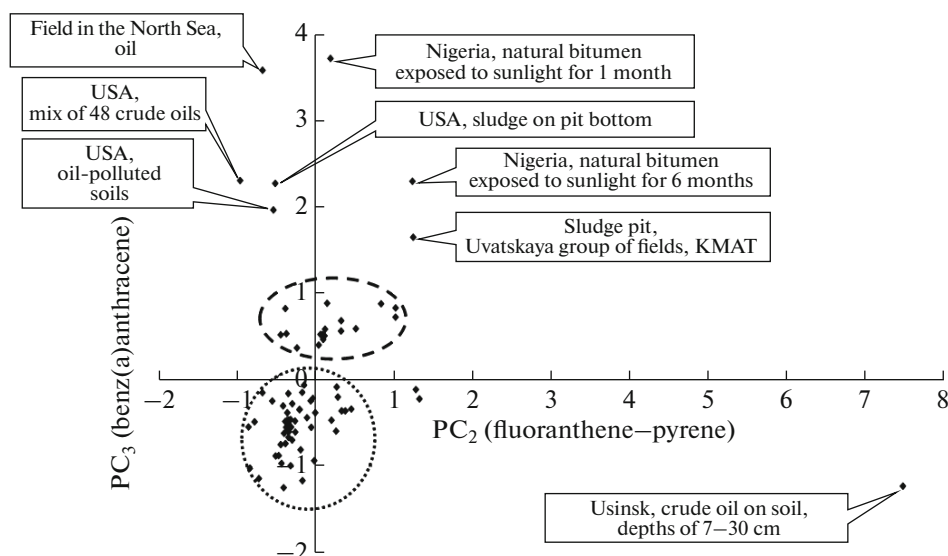 Field in the North Sea,
oil
USA,
mix of 48 crude oils
USA,
oil-polluted
soils
4
Nigeria, natural bitumen
exposed to sunlight for 1 month
3
USA, sludge on pit bottom
Nigeria, natural bitumen
exposed to sunlight for 6 months
2
Sludge pit,
Uvatskaya group of fields, KMAT
1
PC3 (benz(a)anthracene)
0
−2 −1 0 1 2 3 4 5 6 7 8
PC2 (fluoranthene−pyrene)
−1
Usinsk, crude oil on soil,
depths of 7−30 cm
−2